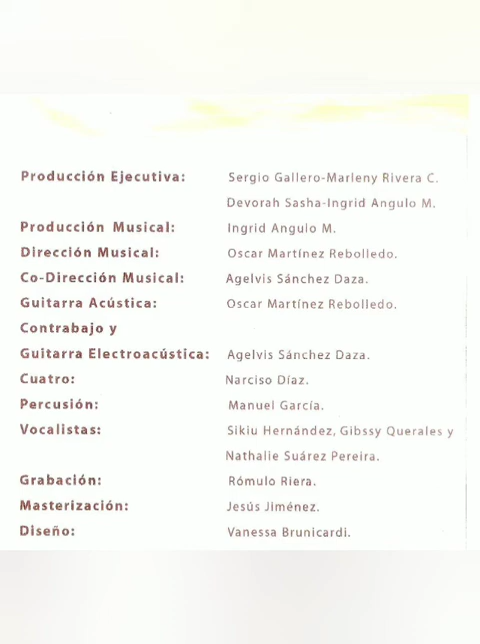 Producción Ejecutiva: Sergio Gallero-Marleny Rivera C.
Devorah Sasha-Ingrid Angulo M.
Producción Musical: Ingrid Angulo M.
Dirección Musical: Oscar Martínez Rebolledo.
Co-Dirección Musical: Agelvis Sánchez Daza.
Guitarra Acústica: Oscar Martínez Rebolledo.
Contrabajo y
Guitarra Electroacústica: Agelvis Sánchez Daza.
Cuatro: Narciso Díaz.
Percusión: Manuel García.
Vocalistas: Sikiu Hernández, Gibssy Querales y
Nathalie Suárez Pereira.
Grabación: Rómulo Riera.
Masterización: Jesús Jiménez.
Diseño: Vanessa Brunicardi.